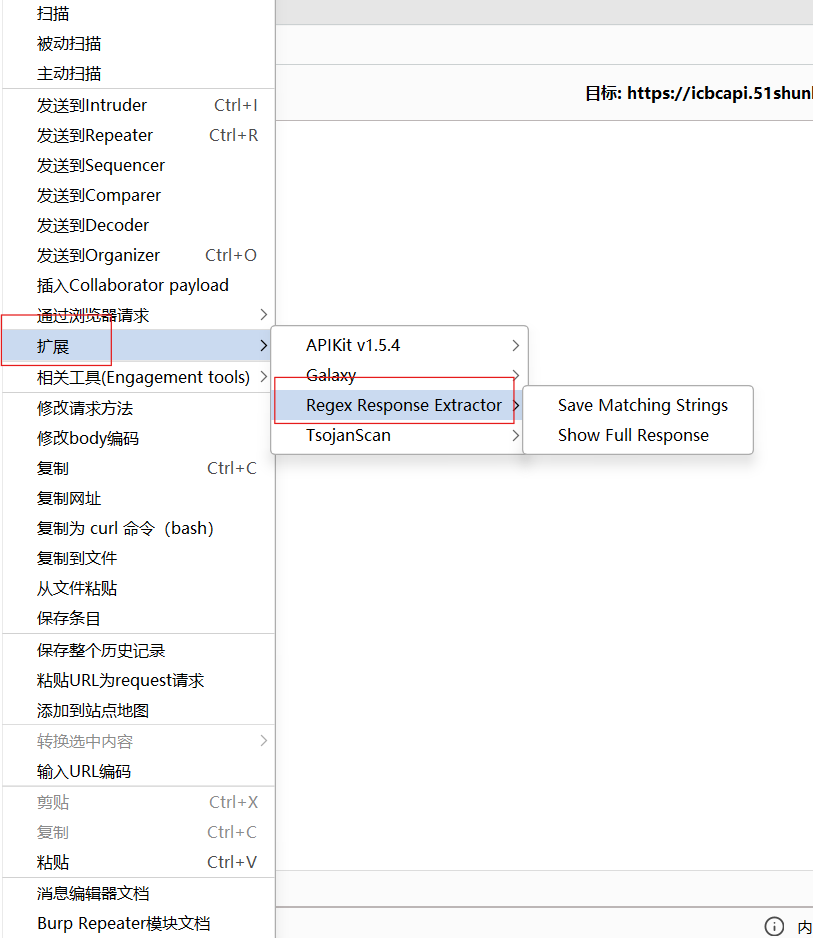 扫描
被动扫描
主动扫描
目标: https://icbcapi.51shun
发送到Intruder Ctrl+I
发送到Repeater Ctrl+R
发送到Sequencer
发送到Comparer
发送到Decoder
发送到Organizer Ctrl+O
插入Collaborator payload
通过浏览器请求
扩展
APIKit v1.5.4
Galaxy
Regex Response Extractor
TsojanScan
Save Matching Strings
Show Full Response
相关工具(Engagement tools)
修改请求方法
修改body编码
复制 Ctrl+C
复制网址
复制为 curl 命令（bash）
复制到文件
从文件粘贴
保存条目
保存整个历史记录
粘贴URL为request请求
添加到站点地图
转换选中内容
输入URL编码
剪贴 Ctrl+X
复制 Ctrl+C
粘贴 Ctrl+V
消息编辑器文档
Burp Repeater模块文档
内